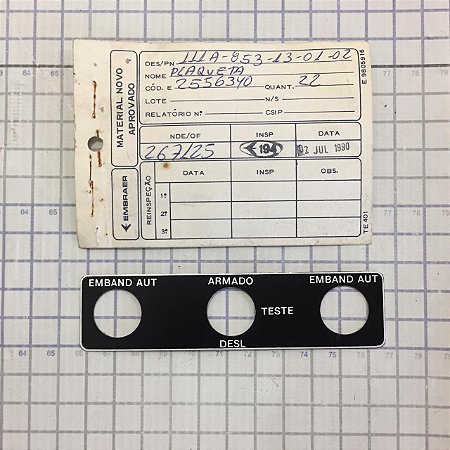 MATERIAL NOVO
APROVADO
EMBRAER
DES/PN 111A-853-13-01-02
NOME PLAQUETA
CÓD. E 2556340 QUANT. 22
LOTE N/S
RELATÓRIO Nº CSIP
E 9805916
NDE/OF INSP DATA
267125 194 02 JUL 1990
REINSPEÇÃO
DATA INSP OBS.
1ª
2ª
3ª
TE 401
EMBAND AUT ARMADO EMBAND AUT
TESTE
DESL